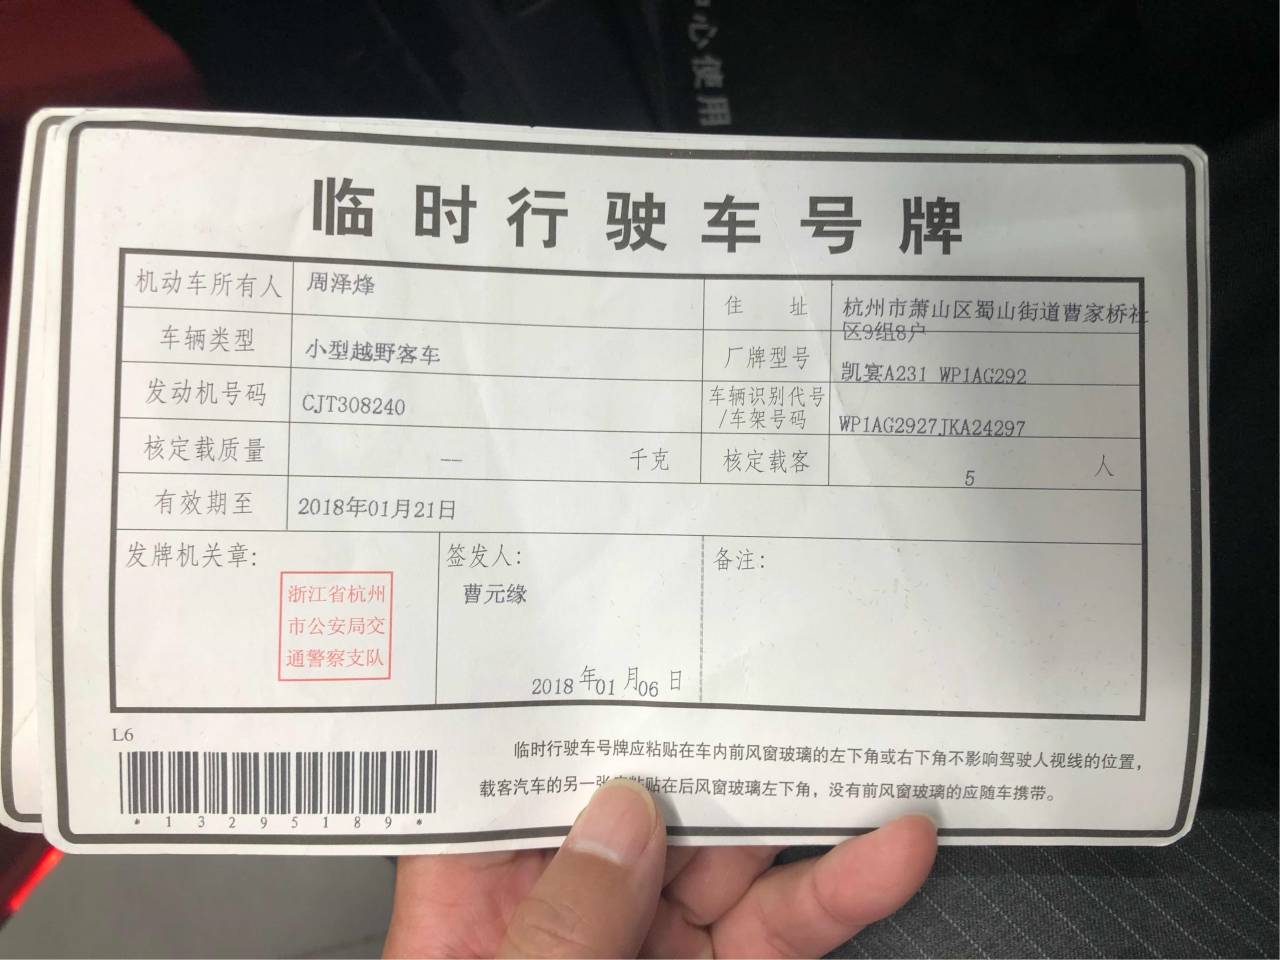 心使用
临时行驶车号牌
机动车所有人 周泽烽
住 址 杭州市萧山区蜀山街道曹家桥社
区9组8户
车辆类型 小型越野客车
厂牌型号 凯宴A231 WP1AG292
发动机号码 CJT308240
车辆识别代号
/车架号码 WP1AG2927JKA24297
核定载质量 — 千克
核定载客 5 人
有效期至 2018年01月21日
发牌机关章:
浙江省杭州
市公安局交
通警察支队
签发人:
曹元缘
2018年01月06日
备注:
L6
*13295189*
临时行驶车号牌应粘贴在车内前风窗玻璃的左下角或右下角不影响驾驶人视线的位置，
载客汽车的另一张 粘贴在后风窗玻璃左下角，没有前风窗玻璃的应随车携带。